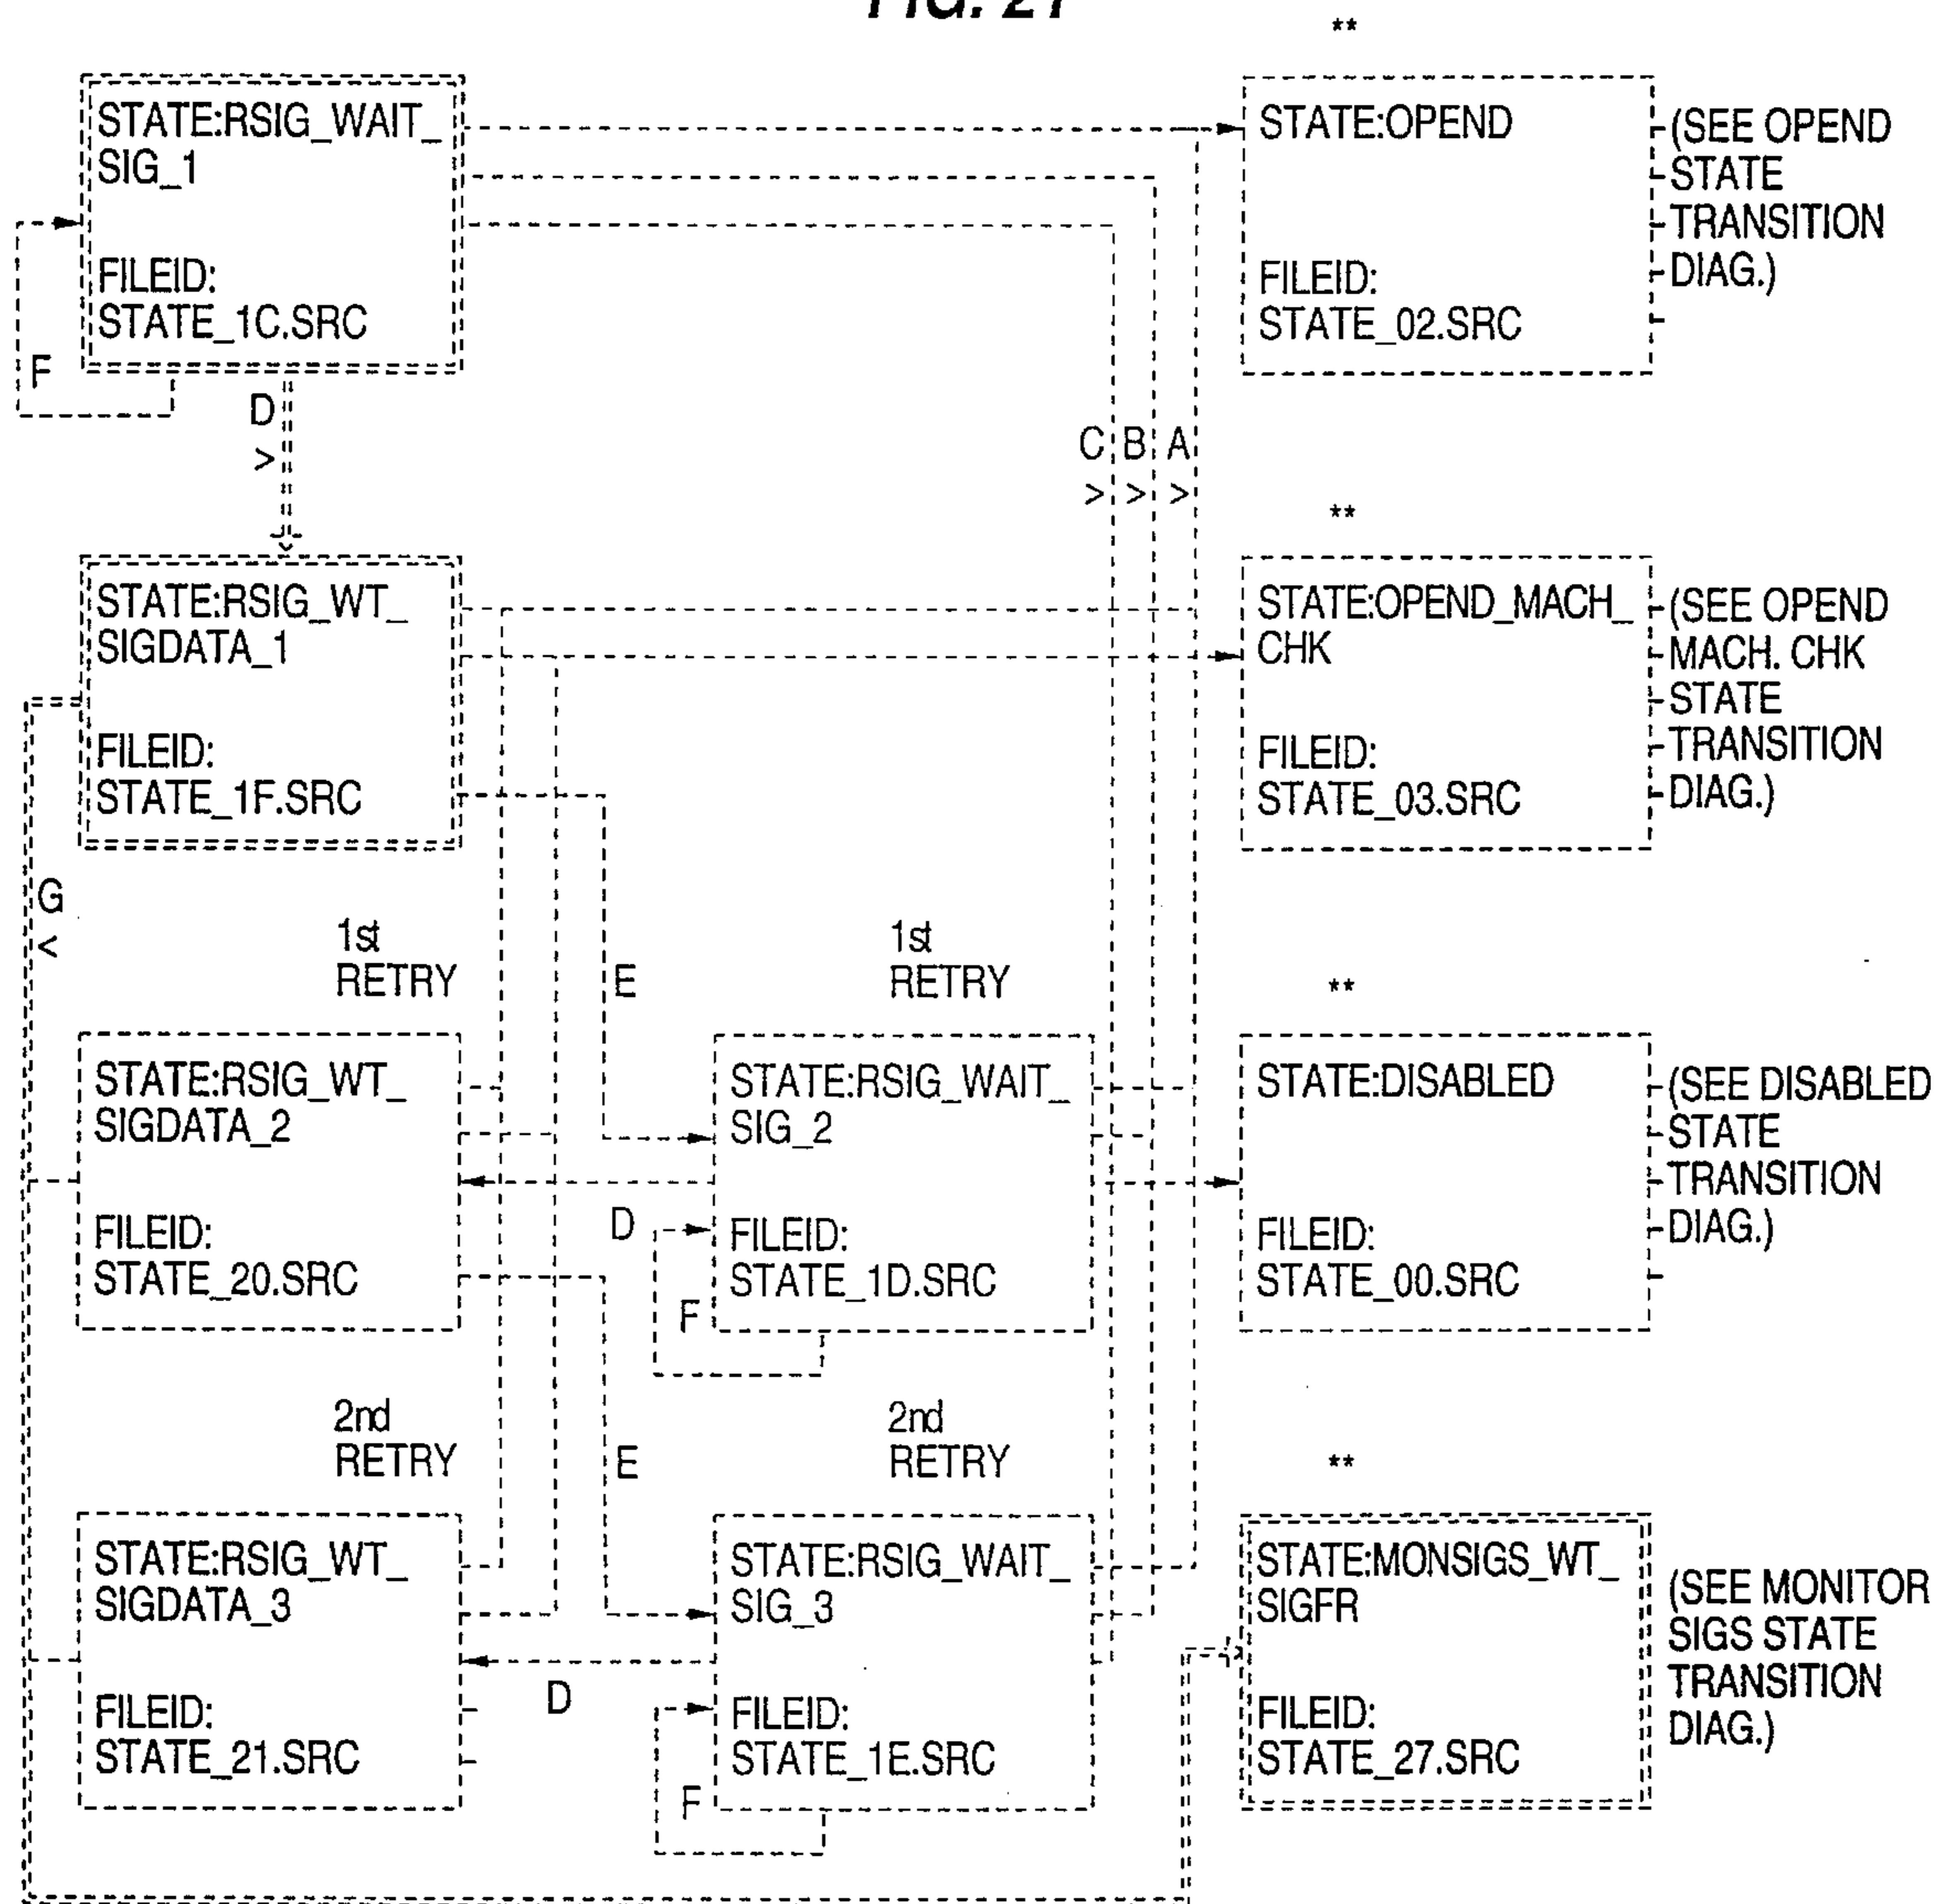 FIG. 21
**
STATE:RSIG_WAIT_
SIG_1
FILEID:
STATE_1C.SRC
F
D
>
STATE:OPEND
FILEID:
STATE_02.SRC
(SEE OPEND
STATE
TRANSITION
DIAG.)
C B A
> > >
**
STATE:RSIG_WT_
SIGDATA_1
FILEID:
STATE_1F.SRC
STATE:OPEND_MACH_
CHK
FILEID:
STATE_03.SRC
(SEE OPEND
MACH. CHK
STATE
TRANSITION
DIAG.)
G
<
1st
RETRY
E
1st
RETRY
**
STATE:RSIG_WT_
SIGDATA_2
FILEID:
STATE_20.SRC
D
F
STATE:RSIG_WAIT_
SIG_2
FILEID:
STATE_1D.SRC
STATE:DISABLED
FILEID:
STATE_00.SRC
(SEE DISABLED
STATE
TRANSITION
DIAG.)
2nd
RETRY
E
2nd
RETRY
**
STATE:RSIG_WT_
SIGDATA_3
FILEID:
STATE_21.SRC
D
F
STATE:RSIG_WAIT_
SIG_3
FILEID:
STATE_1E.SRC
STATE:MONSIGS_WT_
SIGFR
FILEID:
STATE_27.SRC
(SEE MONITOR
SIGS STATE
TRANSITION
DIAG.)